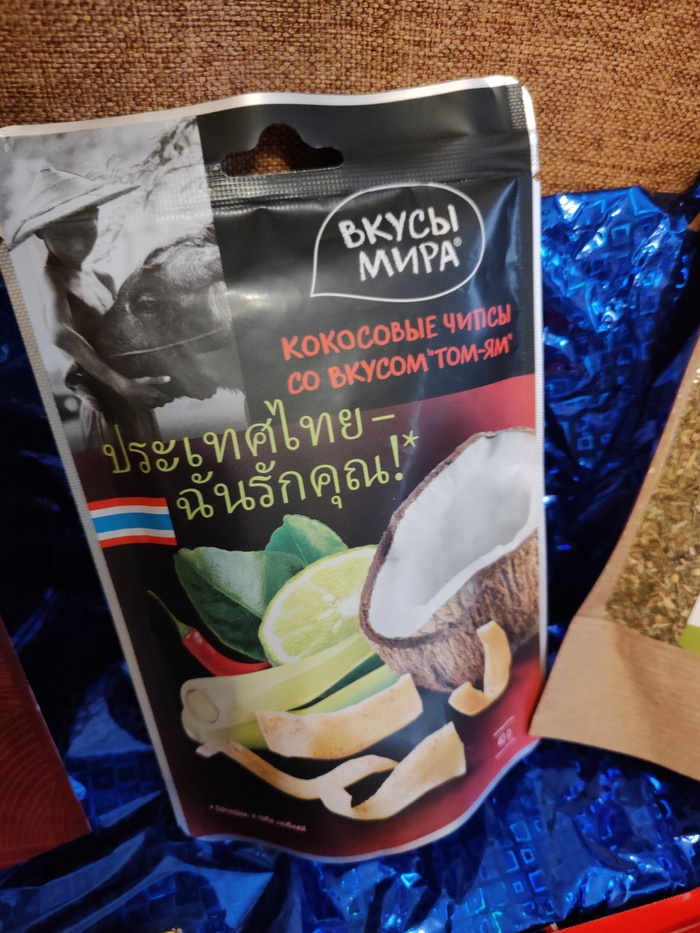 ВКУСЫ
МИРА®
КОКОСОВЫЕ ЧИПСЫ
СО ВКУСОМ "ТОМ-ЯМ"
ประเทศไทย–
ฉันรักคุณ!*